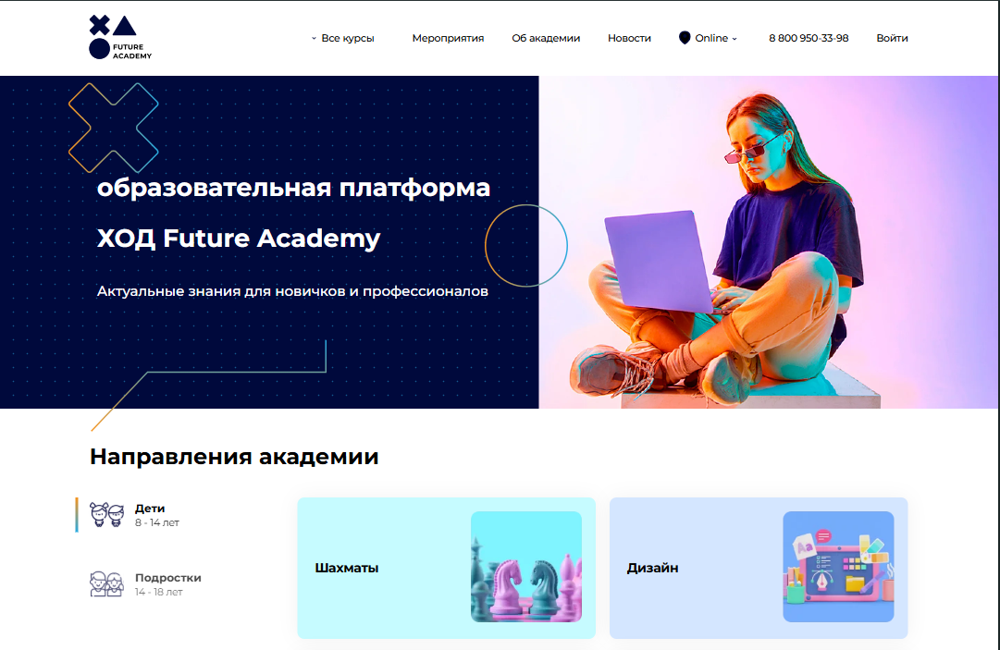 FUTURE
ACADEMY
Все курсы
Мероприятия
Об академии
Новости
Online
8 800 950-33-98
Войти
образовательная платформа
ХОД Future Academy
Актуальные знания для новичков и профессионалов
Направления академии
Дети
8 - 14 лет
Подростки
14 - 18 лет
Шахматы
Дизайн
Aa